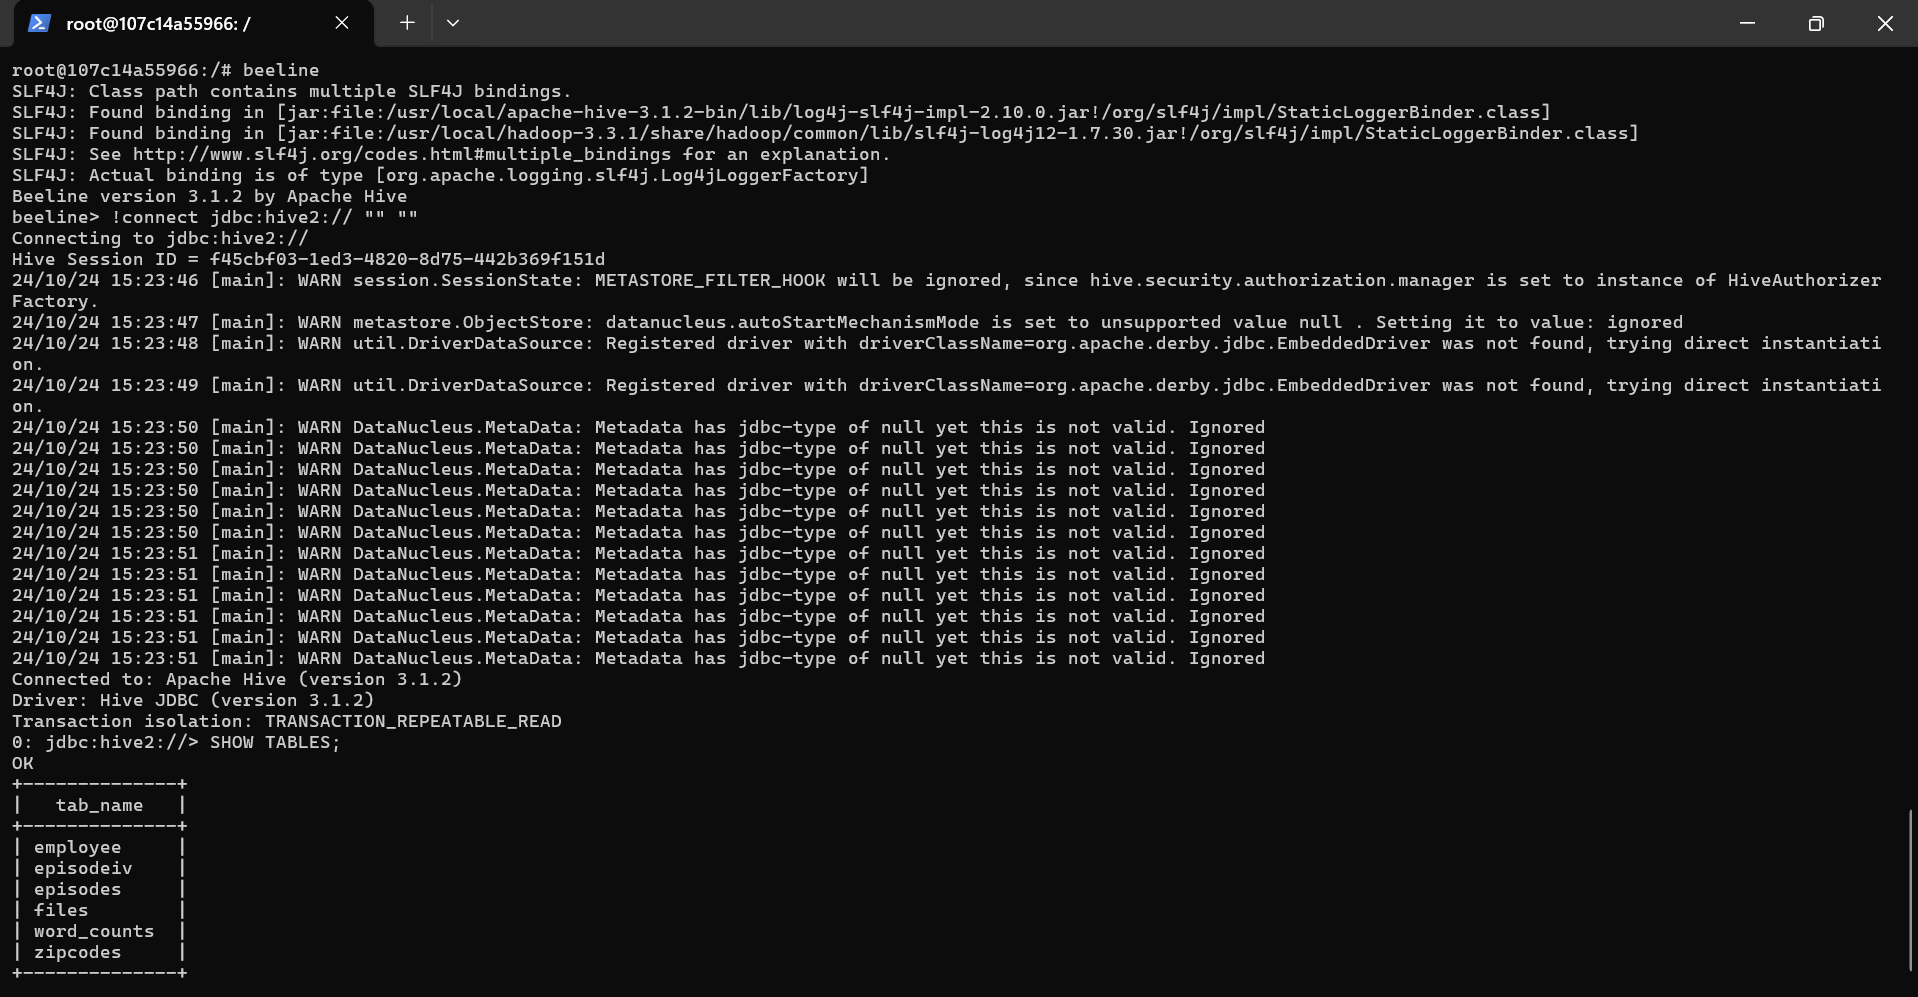 root@107c14a55966: /
root@107c14a55966:/# beeline
SLF4J: Class path contains multiple SLF4J bindings.
SLF4J: Found binding in [jar:file:/usr/local/apache-hive-3.1.2-bin/lib/log4j-slf4j-impl-2.10.0.jar!/org/slf4j/impl/StaticLoggerBinder.class]
SLF4J: Found binding in [jar:file:/usr/local/hadoop-3.3.1/share/hadoop/common/lib/slf4j-log4j12-1.7.30.jar!/org/slf4j/impl/StaticLoggerBinder.class]
SLF4J: See http://www.slf4j.org/codes.html#multiple_bindings for an explanation.
SLF4J: Actual binding is of type [org.apache.logging.slf4j.Log4jLoggerFactory]
Beeline version 3.1.2 by Apache Hive
beeline> !connect jdbc:hive2:// "" ""
Connecting to jdbc:hive2://
Hive Session ID = f45cbf03-1ed3-4820-8d75-442b369f151d
24/10/24 15:23:46 [main]: WARN session.SessionState: METASTORE_FILTER_HOOK will be ignored, since hive.security.authorization.manager is set to instance of HiveAuthorizer
Factory.
24/10/24 15:23:47 [main]: WARN metastore.ObjectStore: datanucleus.autoStartMechanismMode is set to unsupported value null . Setting it to value: ignored
24/10/24 15:23:48 [main]: WARN util.DriverDataSource: Registered driver with driverClassName=org.apache.derby.jdbc.EmbeddedDriver was not found, trying direct instantiati
on.
24/10/24 15:23:49 [main]: WARN util.DriverDataSource: Registered driver with driverClassName=org.apache.derby.jdbc.EmbeddedDriver was not found, trying direct instantiati
on.
24/10/24 15:23:50 [main]: WARN DataNucleus.MetaData: Metadata has jdbc-type of null yet this is not valid. Ignored
24/10/24 15:23:50 [main]: WARN DataNucleus.MetaData: Metadata has jdbc-type of null yet this is not valid. Ignored
24/10/24 15:23:50 [main]: WARN DataNucleus.MetaData: Metadata has jdbc-type of null yet this is not valid. Ignored
24/10/24 15:23:50 [main]: WARN DataNucleus.MetaData: Metadata has jdbc-type of null yet this is not valid. Ignored
24/10/24 15:23:50 [main]: WARN DataNucleus.MetaData: Metadata has jdbc-type of null yet this is not valid. Ignored
24/10/24 15:23:50 [main]: WARN DataNucleus.MetaData: Metadata has jdbc-type of null yet this is not valid. Ignored
24/10/24 15:23:51 [main]: WARN DataNucleus.MetaData: Metadata has jdbc-type of null yet this is not valid. Ignored
24/10/24 15:23:51 [main]: WARN DataNucleus.MetaData: Metadata has jdbc-type of null yet this is not valid. Ignored
24/10/24 15:23:51 [main]: WARN DataNucleus.MetaData: Metadata has jdbc-type of null yet this is not valid. Ignored
24/10/24 15:23:51 [main]: WARN DataNucleus.MetaData: Metadata has jdbc-type of null yet this is not valid. Ignored
24/10/24 15:23:51 [main]: WARN DataNucleus.MetaData: Metadata has jdbc-type of null yet this is not valid. Ignored
24/10/24 15:23:51 [main]: WARN DataNucleus.MetaData: Metadata has jdbc-type of null yet this is not valid. Ignored
Connected to: Apache Hive (version 3.1.2)
Driver: Hive JDBC (version 3.1.2)
Transaction isolation: TRANSACTION_REPEATABLE_READ
0: jdbc:hive2://> SHOW TABLES;
OK
+--------------+
|   tab_name   |
+--------------+
| employee     |
| episodeiv    |
| episodes     |
| files        |
| word_counts  |
| zipcodes     |
+--------------+